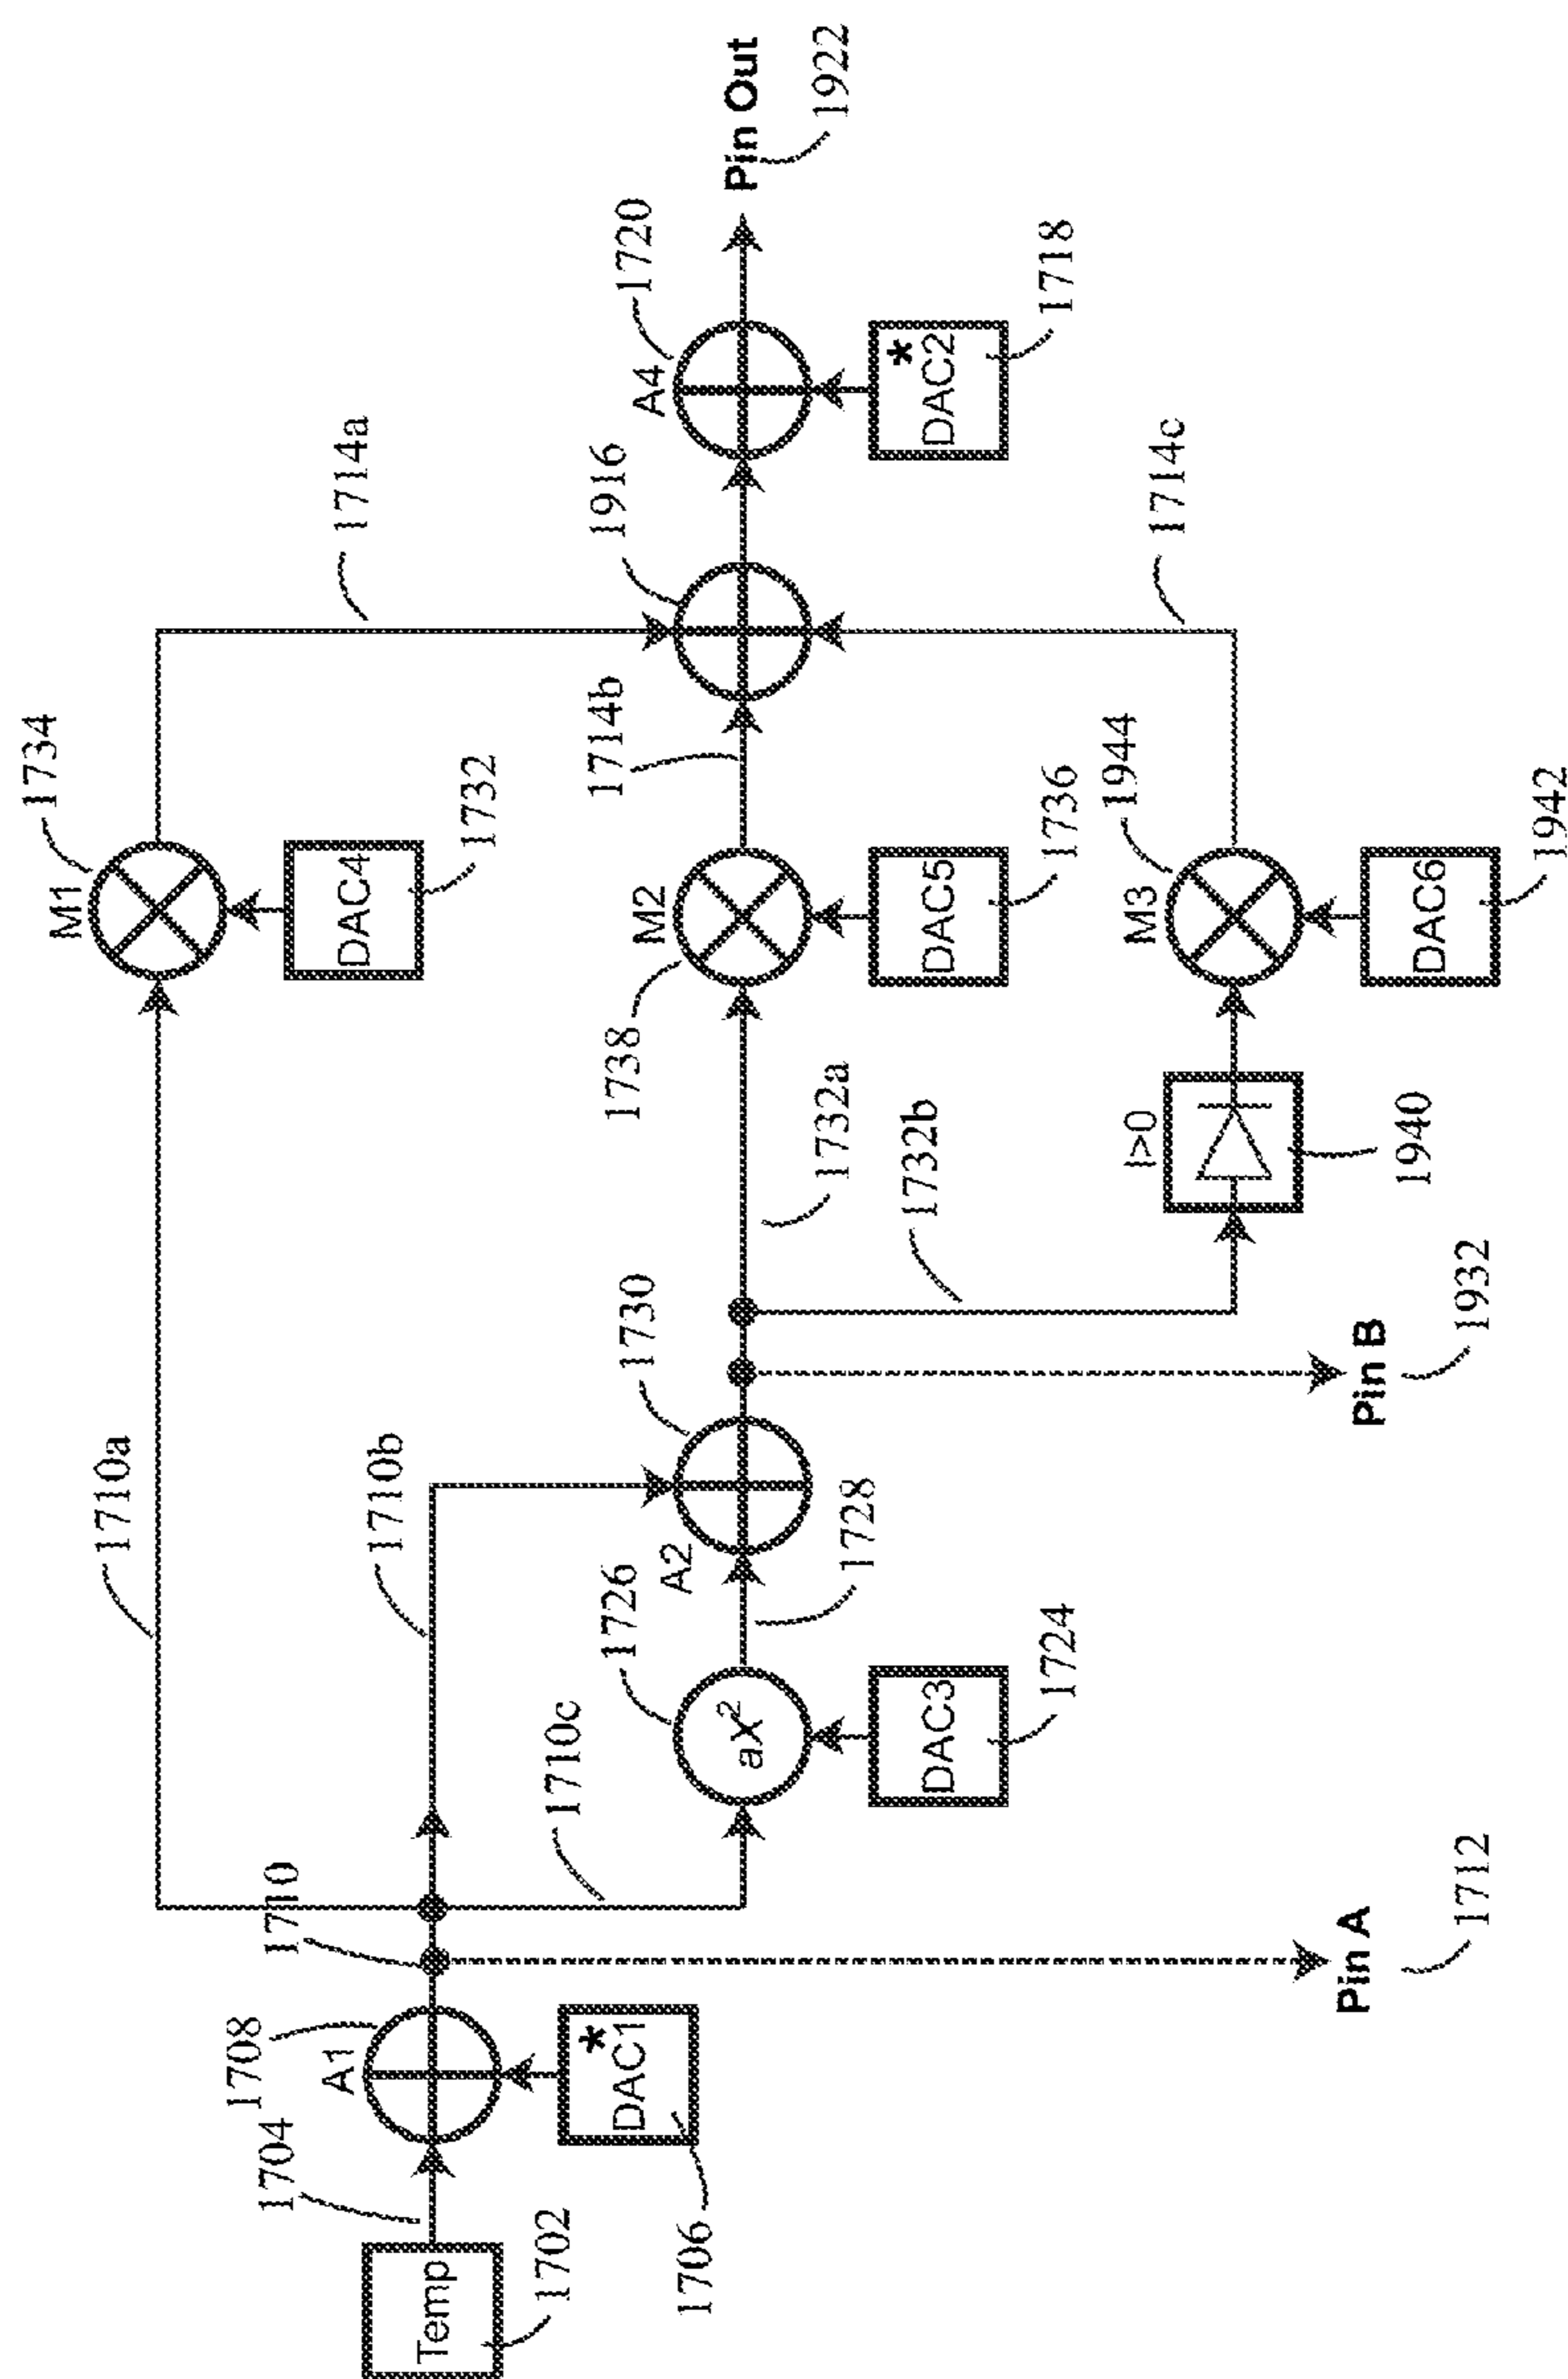 1734
M1
1710a
1714a
DAC4
1732
1708
A1
1704
1710
1710b
Temp
1702
DAC1
*
1706
1710c
1726
aX²
A2
1730
1728
DAC3
1724
1738
M2
1732a
1732b
1714b
DAC5
1736
1916
A4
1720
Pin Out
1922
*
DAC2
1718
1714c
I>0
1940
M3
1944
DAC6
1942
Pin A
1712
Pin B
1932